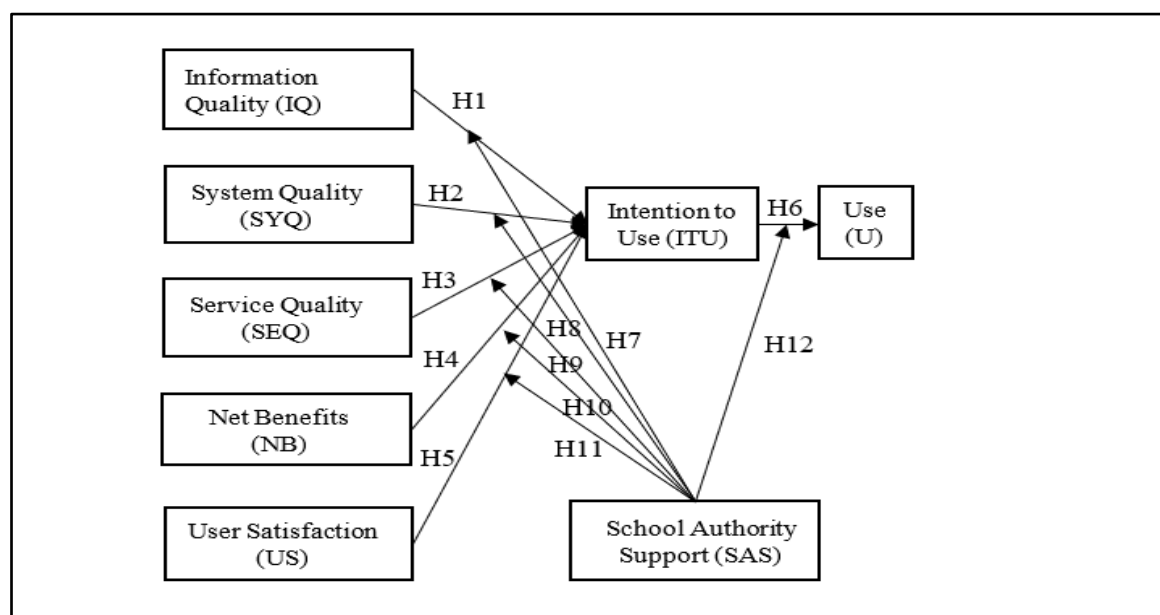 Information
Quality (IQ)
H1
System Quality
(SYQ)
H2
Intention to
Use (ITU)
H6
Use
(U)
Service Quality
(SEQ)
H3
H8
H7
H9
H4
H12
Net Benefits
(NB)
H10
H11
H5
User Satisfaction
(US)
School Authority
Support (SAS)